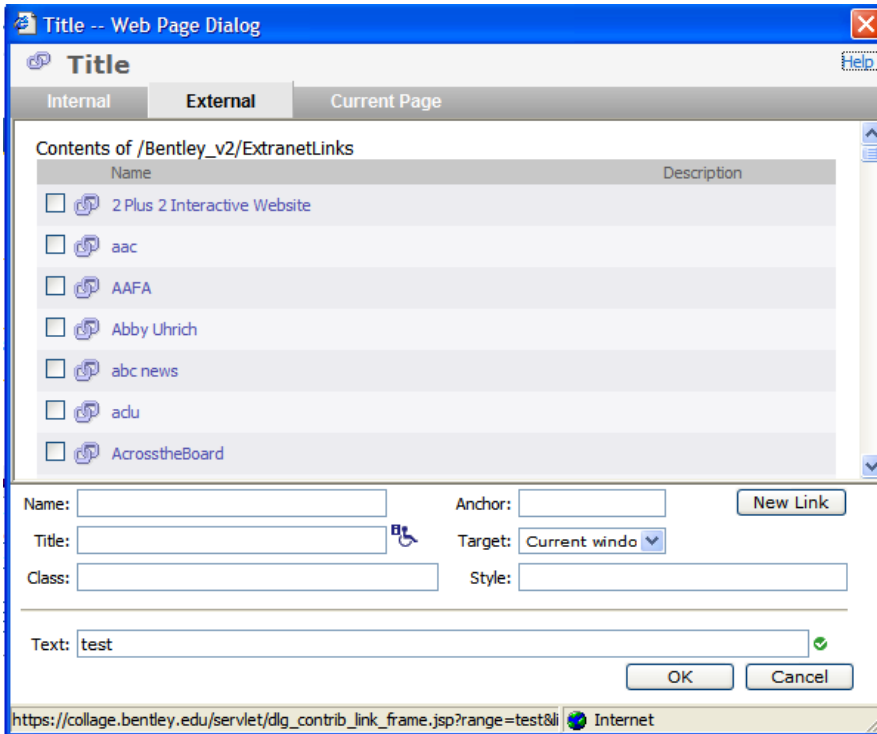 Title -- Web Page Dialog
Title
Help
Internal External Current Page
Contents of /Bentley_v2/ExtranetLinks
Name Description
2 Plus 2 Interactive Website
aac
AAFA
Abby Uhrich
abc news
aclu
AcrosstheBoard
Name: Anchor: New Link
Title: Target: Current windo
Class: Style:
Text: test
OK Cancel
https://collage.bentley.edu/servlet/dlg_contrib_link_frame.jsp?range=test&li Internet